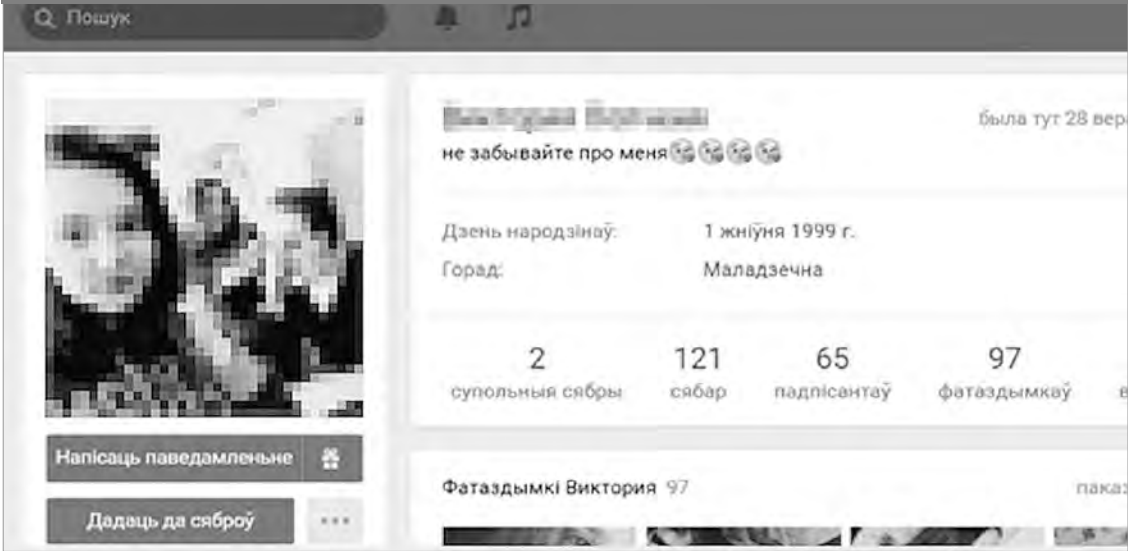 Пошук
была тут 28 вер
не забывайте про меня😘😘😘😘
Дзень народзінаў: 1 жніўня 1999 г.
Горад: Маладзечна
2 121 65 97
супольныя сябры сябар падпісантаў фатаздымкаў
Напісаць паведамленьне
Фатаздымкі Виктория 97 паказ
Дадаць да сяброў